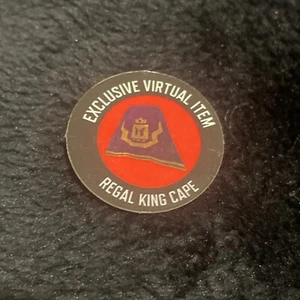 EXCLUSIVE VIRTUAL ITEM
REGAL KING CAPE